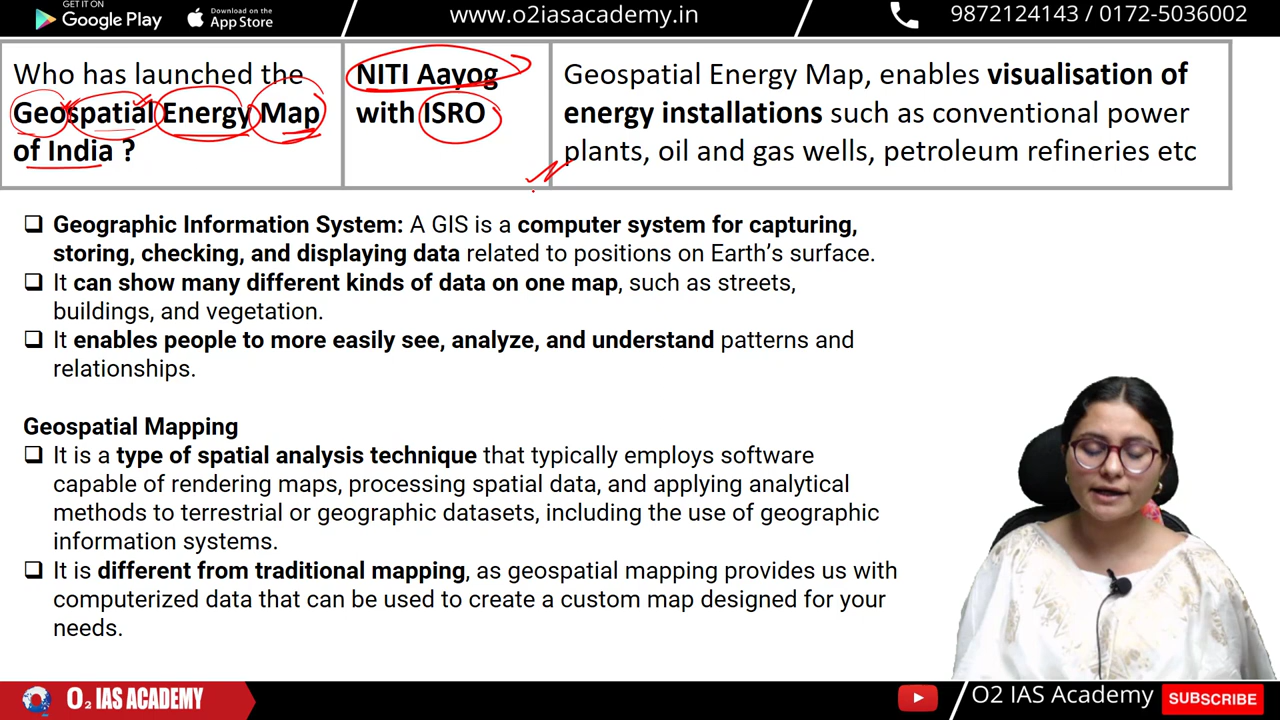 GET IT ON
Google Play
Download on the
App Store
www.o2iasacademy.in
9872124143 / 0172-5036002
Who has launched the
Geospatial Energy Map
of India ?
NITI Aayog
with ISRO
Geospatial Energy Map, enables visualisation of
energy installations such as conventional power
plants, oil and gas wells, petroleum refineries etc
❑ Geographic Information System: A GIS is a computer system for capturing,
storing, checking, and displaying data related to positions on Earth’s surface.
❑ It can show many different kinds of data on one map, such as streets,
buildings, and vegetation.
❑ It enables people to more easily see, analyze, and understand patterns and
relationships.
Geospatial Mapping
❑ It is a type of spatial analysis technique that typically employs software
capable of rendering maps, processing spatial data, and applying analytical
methods to terrestrial or geographic datasets, including the use of geographic
information systems.
❑ It is different from traditional mapping, as geospatial mapping provides us with
computerized data that can be used to create a custom map designed for your
needs.
O₂ IAS ACADEMY
O2 IAS Academy
SUBSCRIBE